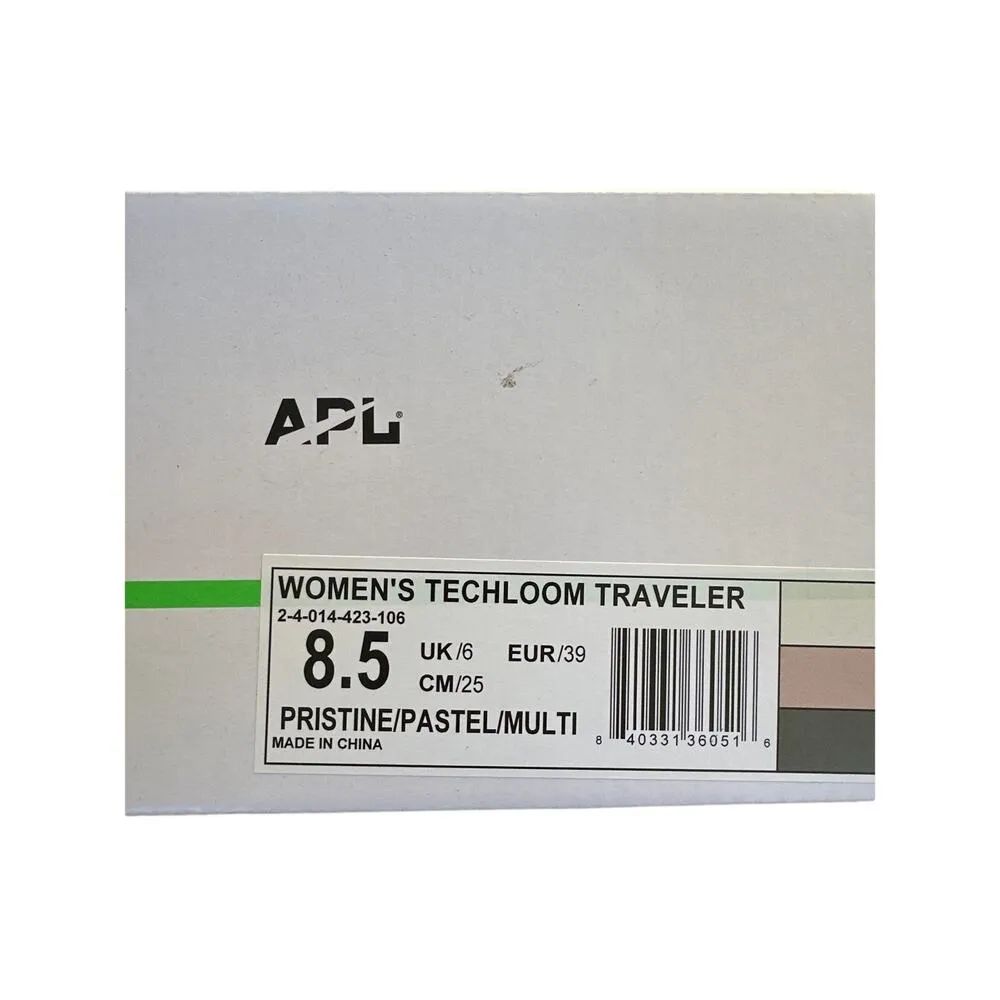 APL®
WOMEN'S TECHLOOM TRAVELER
2-4-014-423-106
8.5 UK/6 EUR/39
CM/25
PRISTINE/PASTEL/MULTI
MADE IN CHINA
8 40331 36051 6